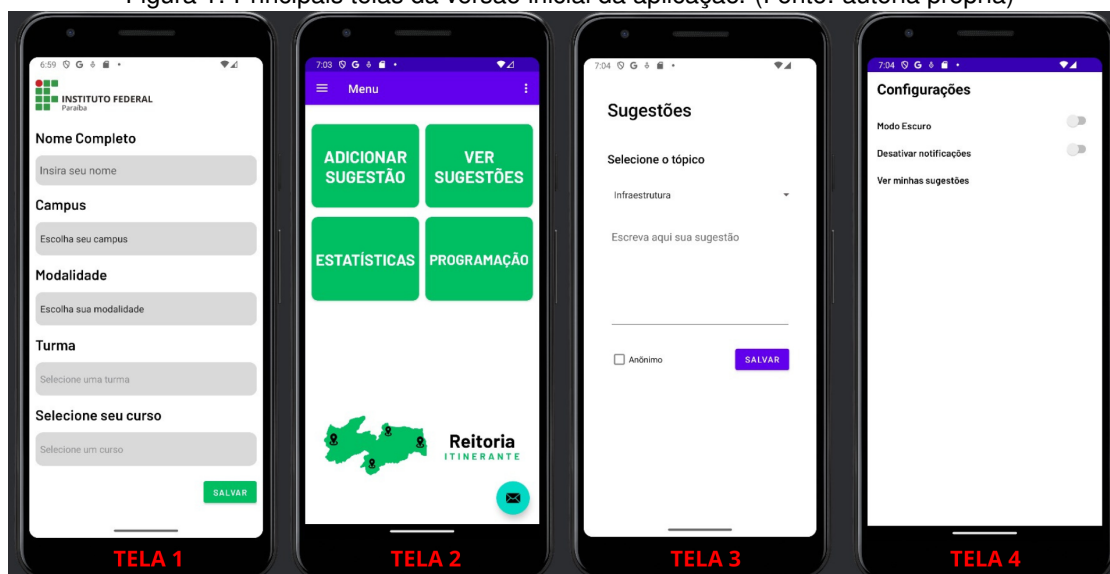 Figura 1: Principais telas da versão inicial da aplicação. (Fonte: autoria própria)
6:59
INSTITUTO FEDERAL
Paraíba
Nome Completo
Insira seu nome
Campus
Escolha seu campus
Modalidade
Escolha sua modalidade
Turma
Selecione uma turma
Selecione seu curso
Selecione um curso
SALVAR
TELA 1
7:03
Menu
ADICIONAR
SUGESTÃO
VER
SUGESTÕES
ESTATÍSTICAS
PROGRAMAÇÃO
Reitoria
ITINERANTE
TELA 2
7:04
Sugestões
Selecione o tópico
Infraestrutura
Escreva aqui sua sugestão
Anônimo
SALVAR
TELA 3
7:04
Configurações
Modo Escuro
Desativar notificações
Ver minhas sugestões
TELA 4